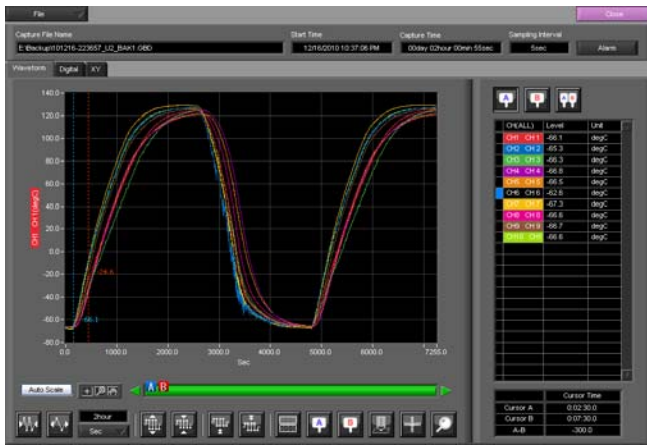 File
Close
Capture File Name
Start Time
Capture Time
Sampling Interval
E:\Backup\101216-223657_U2_BAK1.GBD
12/16/2010 10:37:06 PM
00day 02hour 00min 55sec
5sec
Alarm
Waveform Digital XY
140.0
120.0
100.0
80.0
60.0
40.0
20.0
0.0
-20.0
-40.0
-60.0
-80.0
CH1 CH 1(degC)
-24.6
-66.1
0.0 1000.0 2000.0 3000.0 4000.0 5000.0 6000.0 7255.0
Sec
A B AB
CH(ALL) Level Unit
CH1 CH 1 -66.1 degC
CH2 CH 2 -65.3 degC
CH3 CH 3 -66.3 degC
CH4 CH 4 -66.8 degC
CH5 CH 5 -66.5 degC
CH6 CH 6 -62.6 degC
CH7 CH 7 -67.3 degC
CH8 CH 8 -66.6 degC
CH9 CH 9 -66.7 degC
-66.6 degC
Auto Scale
A B
2hour
Sec
A B
Cursor Time
Cursor A 0:02:30.0
Cursor B 0:07:30.0
A-B -300.0